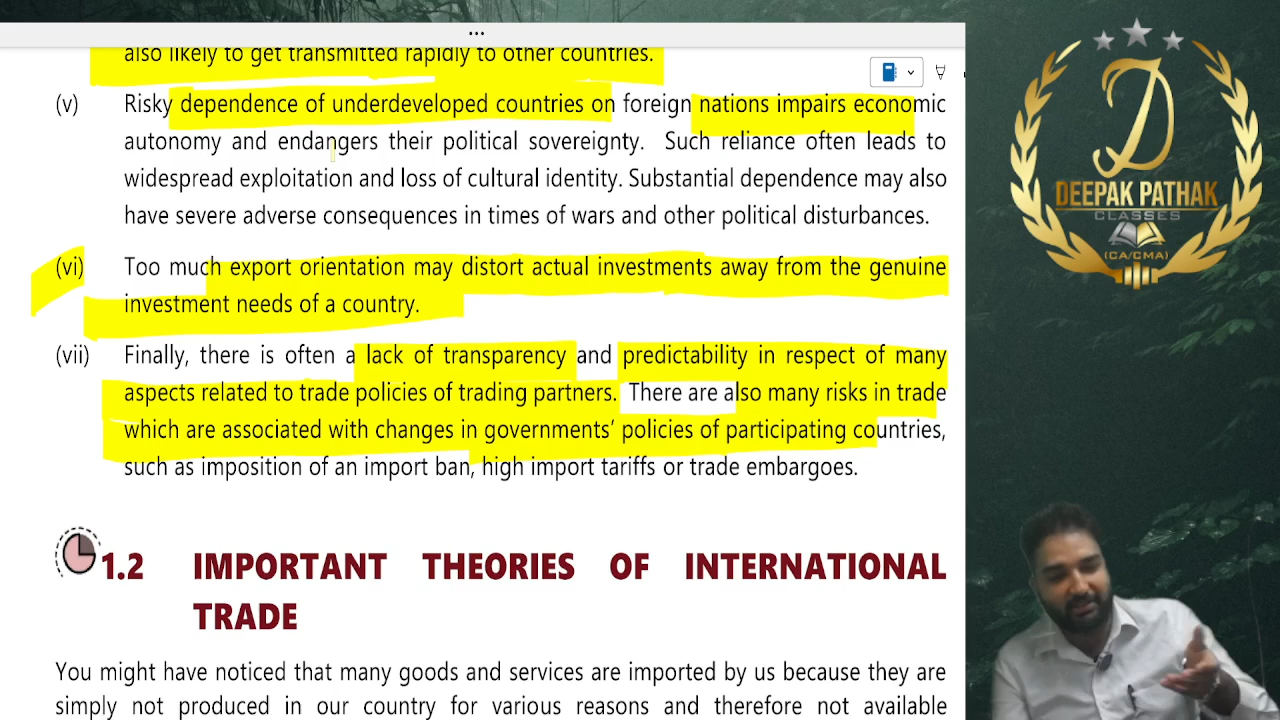 also likely to get transmitted rapidly to other countries.
(v) Risky dependence of underdeveloped countries on foreign nations impairs economic
autonomy and endangers their political sovereignty. Such reliance often leads to
widespread exploitation and loss of cultural identity. Substantial dependence may also
have severe adverse consequences in times of wars and other political disturbances.
(vi) Too much export orientation may distort actual investments away from the genuine
investment needs of a country.
(vii) Finally, there is often a lack of transparency and predictability in respect of many
aspects related to trade policies of trading partners. There are also many risks in trade
which are associated with changes in governments’ policies of participating countries,
such as imposition of an import ban, high import tariffs or trade embargoes.
1.2 IMPORTANT THEORIES OF INTERNATIONAL
TRADE
You might have noticed that many goods and services are imported by us because they are
simply not produced in our country for various reasons and therefore not available
D
DEEPAK PATHAK
CLASSES
(CA/CMA)